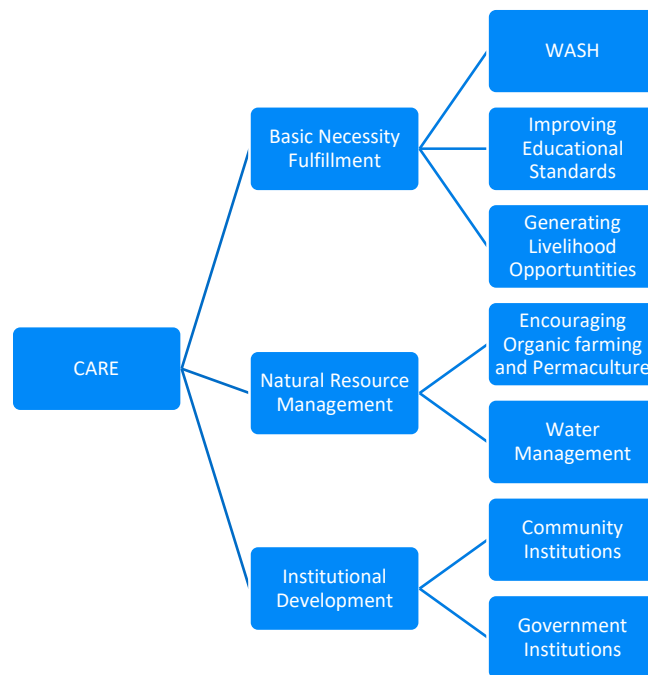 WASH
Basic Necessity
Fulfillment
Improving
Educational
Standards
Generating
Livelihood
Opportuntities
CARE
Natural Resource
Management
Encouraging
Organic farming
and Permaculture
Water
Management
Institutional
Development
Community
Institutions
Government
Institutions